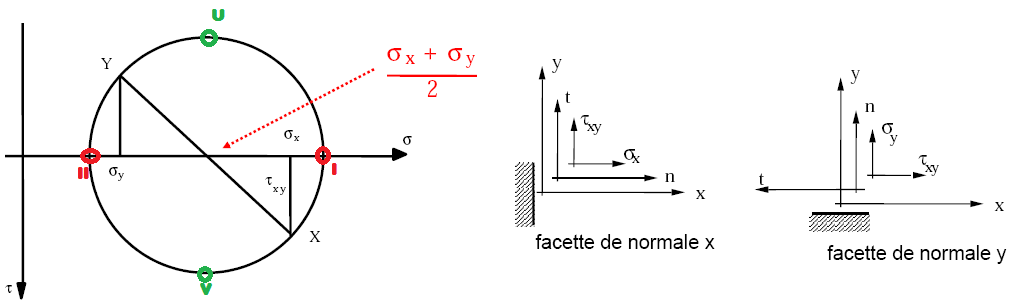 U
Y
σx + σy
2
σx
σ
II
σy
I
τxy
X
V
τ
y
t
τxy
σx
n
x
facette de normale x
y
n
σy
τxy
t
x
facette de normale y